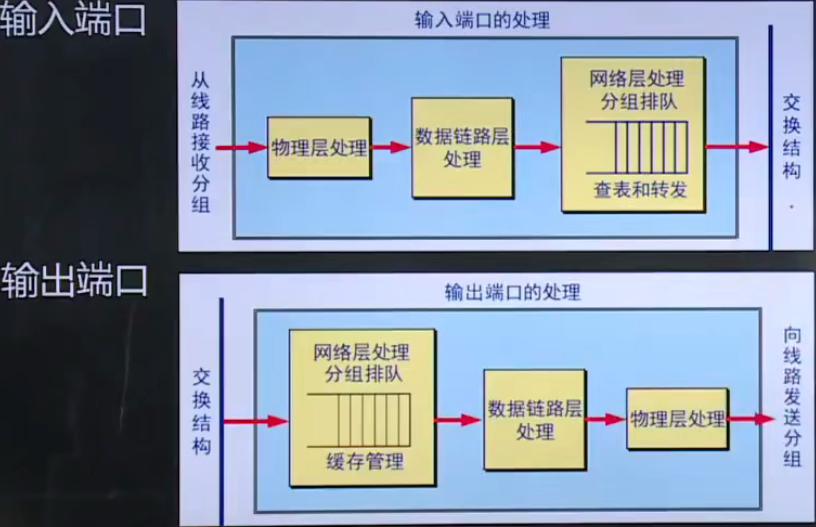 输入端口
输入端口的处理
从线路接收分组
物理层处理
数据链路层
处理
网络层处理
分组排队
查表和转发
交换结构
输出端口
输出端口的处理
交换结构
网络层处理
分组排队
缓存管理
数据链路层
处理
物理层处理
向线路发送分组